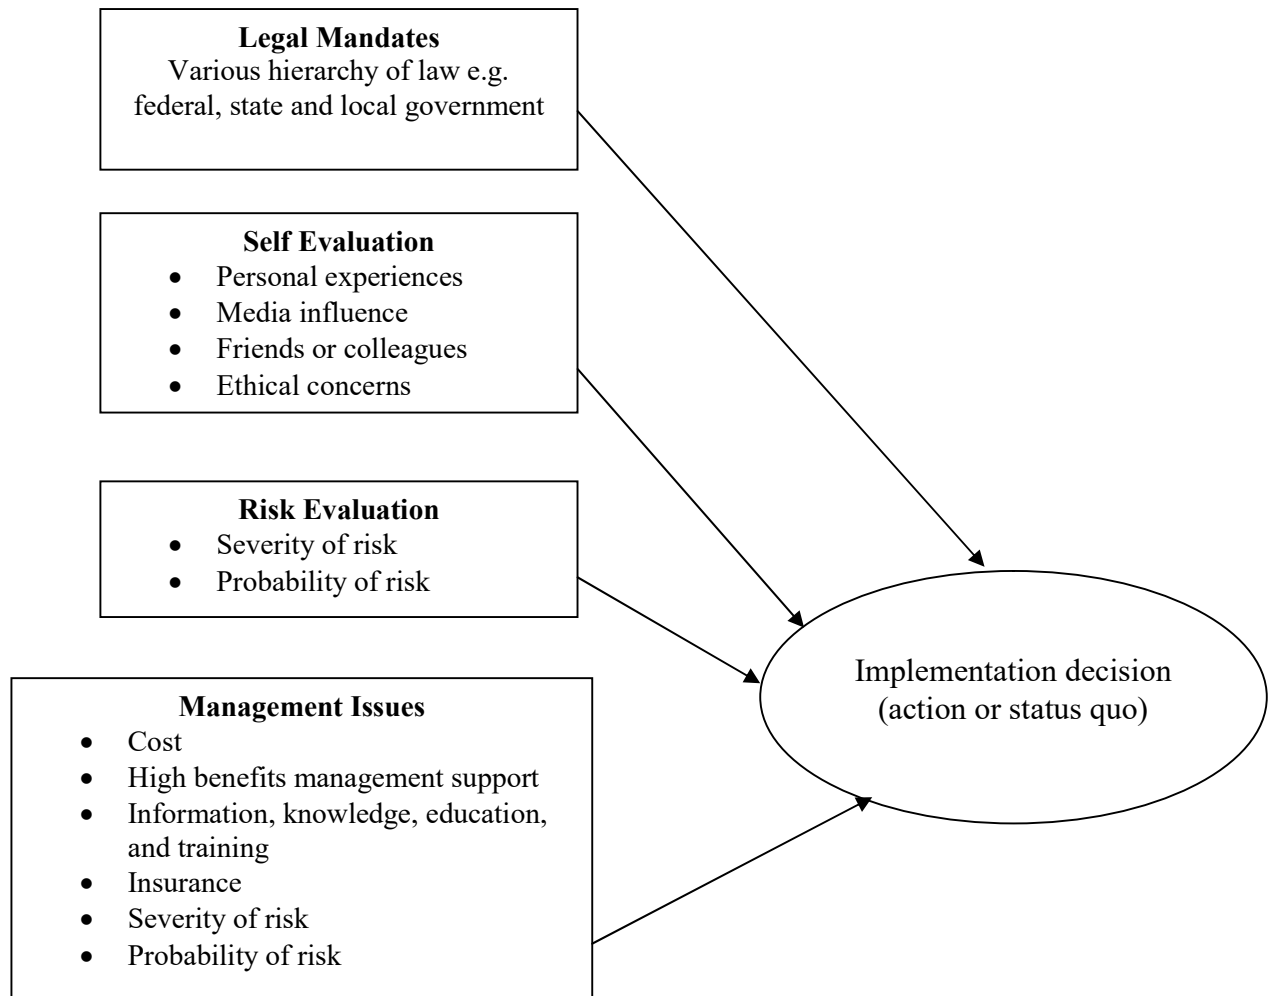 Legal Mandates
Various hierarchy of law e.g.
federal, state and local government
Self Evaluation
• Personal experiences
• Media influence
• Friends or colleagues
• Ethical concerns
Risk Evaluation
• Severity of risk
• Probability of risk
Management Issues
• Cost
• High benefits management support
• Information, knowledge, education,
and training
• Insurance
• Severity of risk
• Probability of risk
Implementation decision
(action or status quo)